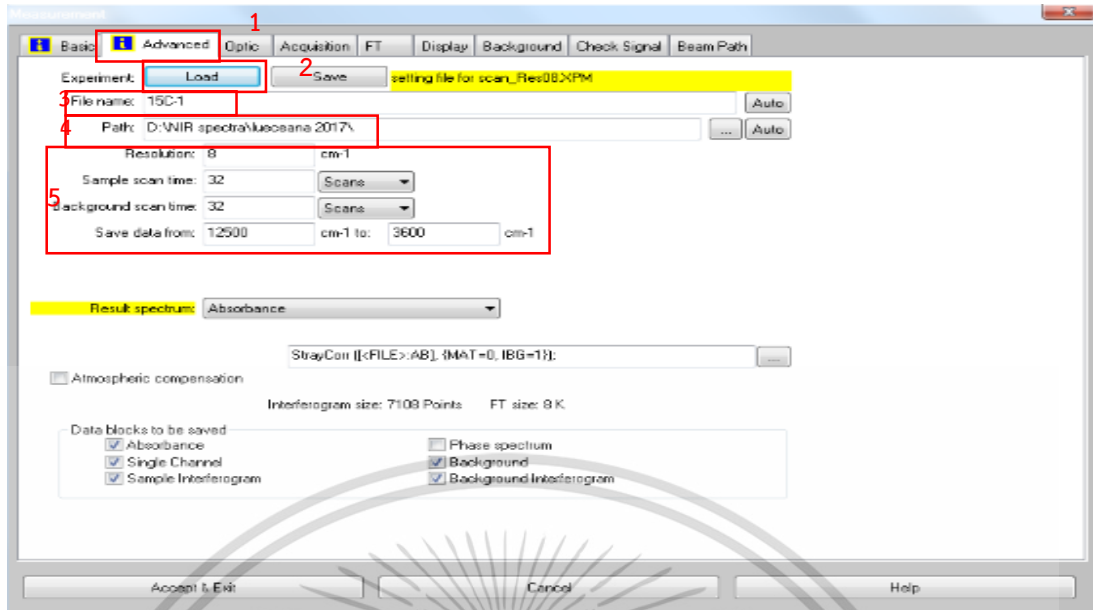 Measurement
1
Basic Advanced Optic Acquisition FT Display Background Check Signal Beam Path
Experiment: Load 2 Save setting file for scan_Res08.XPM
3 File name: 15C-1 Auto
4 Path: D:\NIR spectra\lueceana 2017\ ... Auto
Resolution: 8 cm-1
5
Sample scan time: 32 Scans
Background scan time: 32 Scans
Save data from: 12500 cm-1 to: 3600 cm-1
Result spectrum: Absorbance
StrayCorr ([<FILE>:AB], {MAT=0, IBG=1}); ...
Atmospheric compensation
Interferogram size: 7108 Points FT size: 8 K
Data blocks to be saved
Absorbance Phase spectrum
Single Channel Background
Sample Interferogram Background Interferogram
Accept & Exit Cancel Help